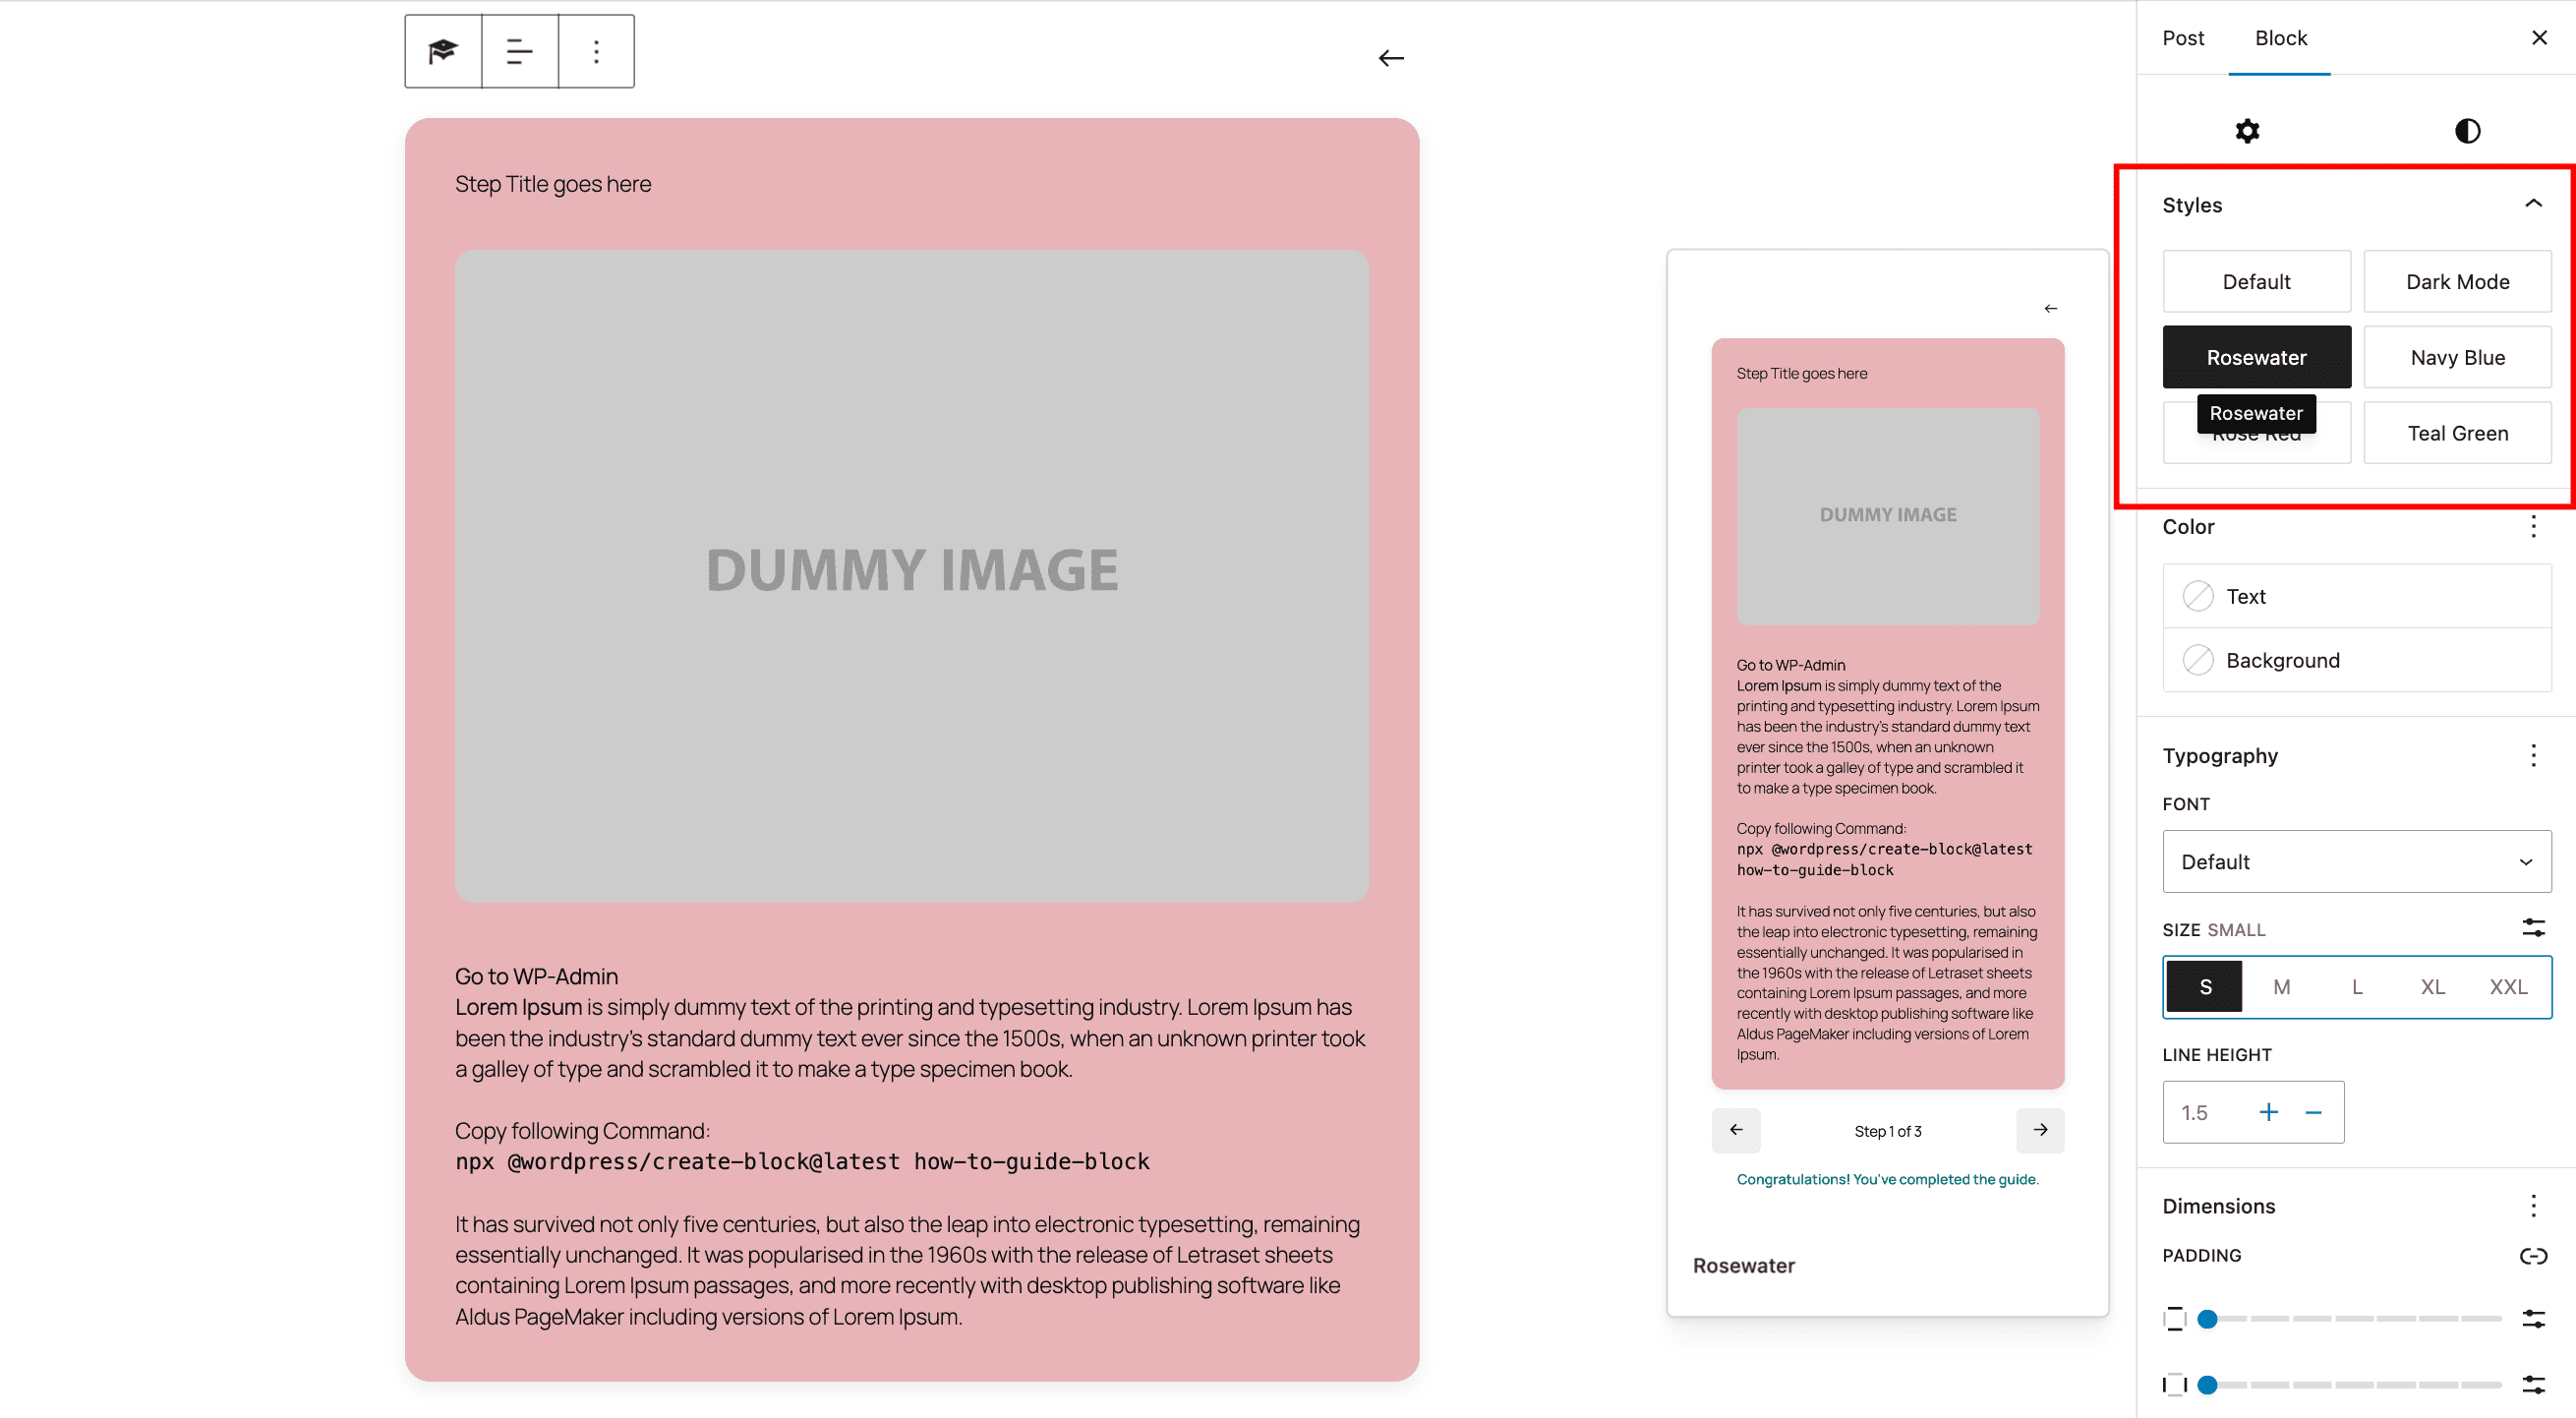 Step Title goes here
DUMMY IMAGE
Go to WP-Admin
Lorem Ipsum is simply dummy text of the printing and typesetting industry. Lorem Ipsum has
been the industry's standard dummy text ever since the 1500s, when an unknown printer took
a galley of type and scrambled it to make a type specimen book.
Copy following Command:
npx @wordpress/create-block@latest how-to-guide-block
It has survived not only five centuries, but also the leap into electronic typesetting, remaining
essentially unchanged. It was popularised in the 1960s with the release of Letraset sheets
containing Lorem Ipsum passages, and more recently with desktop publishing software like
Aldus PageMaker including versions of Lorem Ipsum.
Step Title goes here
DUMMY IMAGE
Go to WP-Admin
Lorem Ipsum is simply dummy text of the
printing and typesetting industry. Lorem Ipsum
has been the industry's standard dummy text
ever since the 1500s, when an unknown
printer took a galley of type and scrambled it
to make a type specimen book.
Copy following Command:
npx @wordpress/create-block@latest
how-to-guide-block
It has survived not only five centuries, but also
the leap into electronic typesetting, remaining
essentially unchanged. It was popularised in
the 1960s with the release of Letraset sheets
containing Lorem Ipsum passages, and more
recently with desktop publishing software like
Aldus PageMaker including versions of Lorem
Ipsum.
Step 1 of 3
Congratulations! You've completed the guide.
Rosewater
Post Block
Styles
Default Dark Mode
Rosewater Navy Blue
Rosewater
Rose Red Teal Green
Color
Text
Background
Typography
FONT
Default
SIZE SMALL
S M L XL XXL
LINE HEIGHT
1.5
Dimensions
PADDING